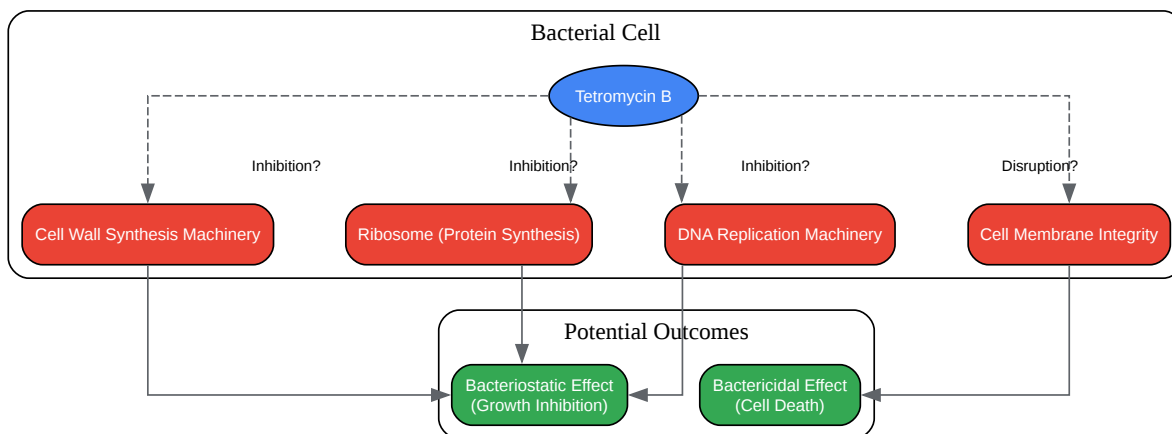 Bacterial Cell
Tetromycin B
Inhibition?
Inhibition?
Inhibition?
Disruption?
Cell Wall Synthesis Machinery
Ribosome (Protein Synthesis)
DNA Replication Machinery
Cell Membrane Integrity
Potential Outcomes
Bacteriostatic Effect
(Growth Inhibition)
Bactericidal Effect
(Cell Death)